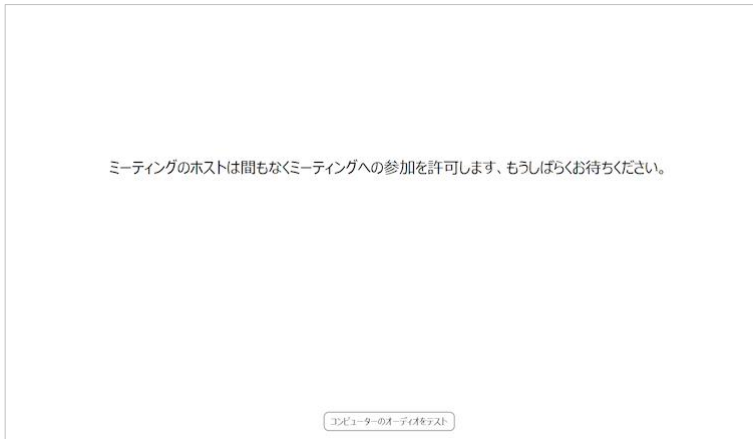 ミーティングのホストは間もなくミーティングへの参加を許可します、もうしばらくお待ちください。
コンピューターのオーディオをテスト